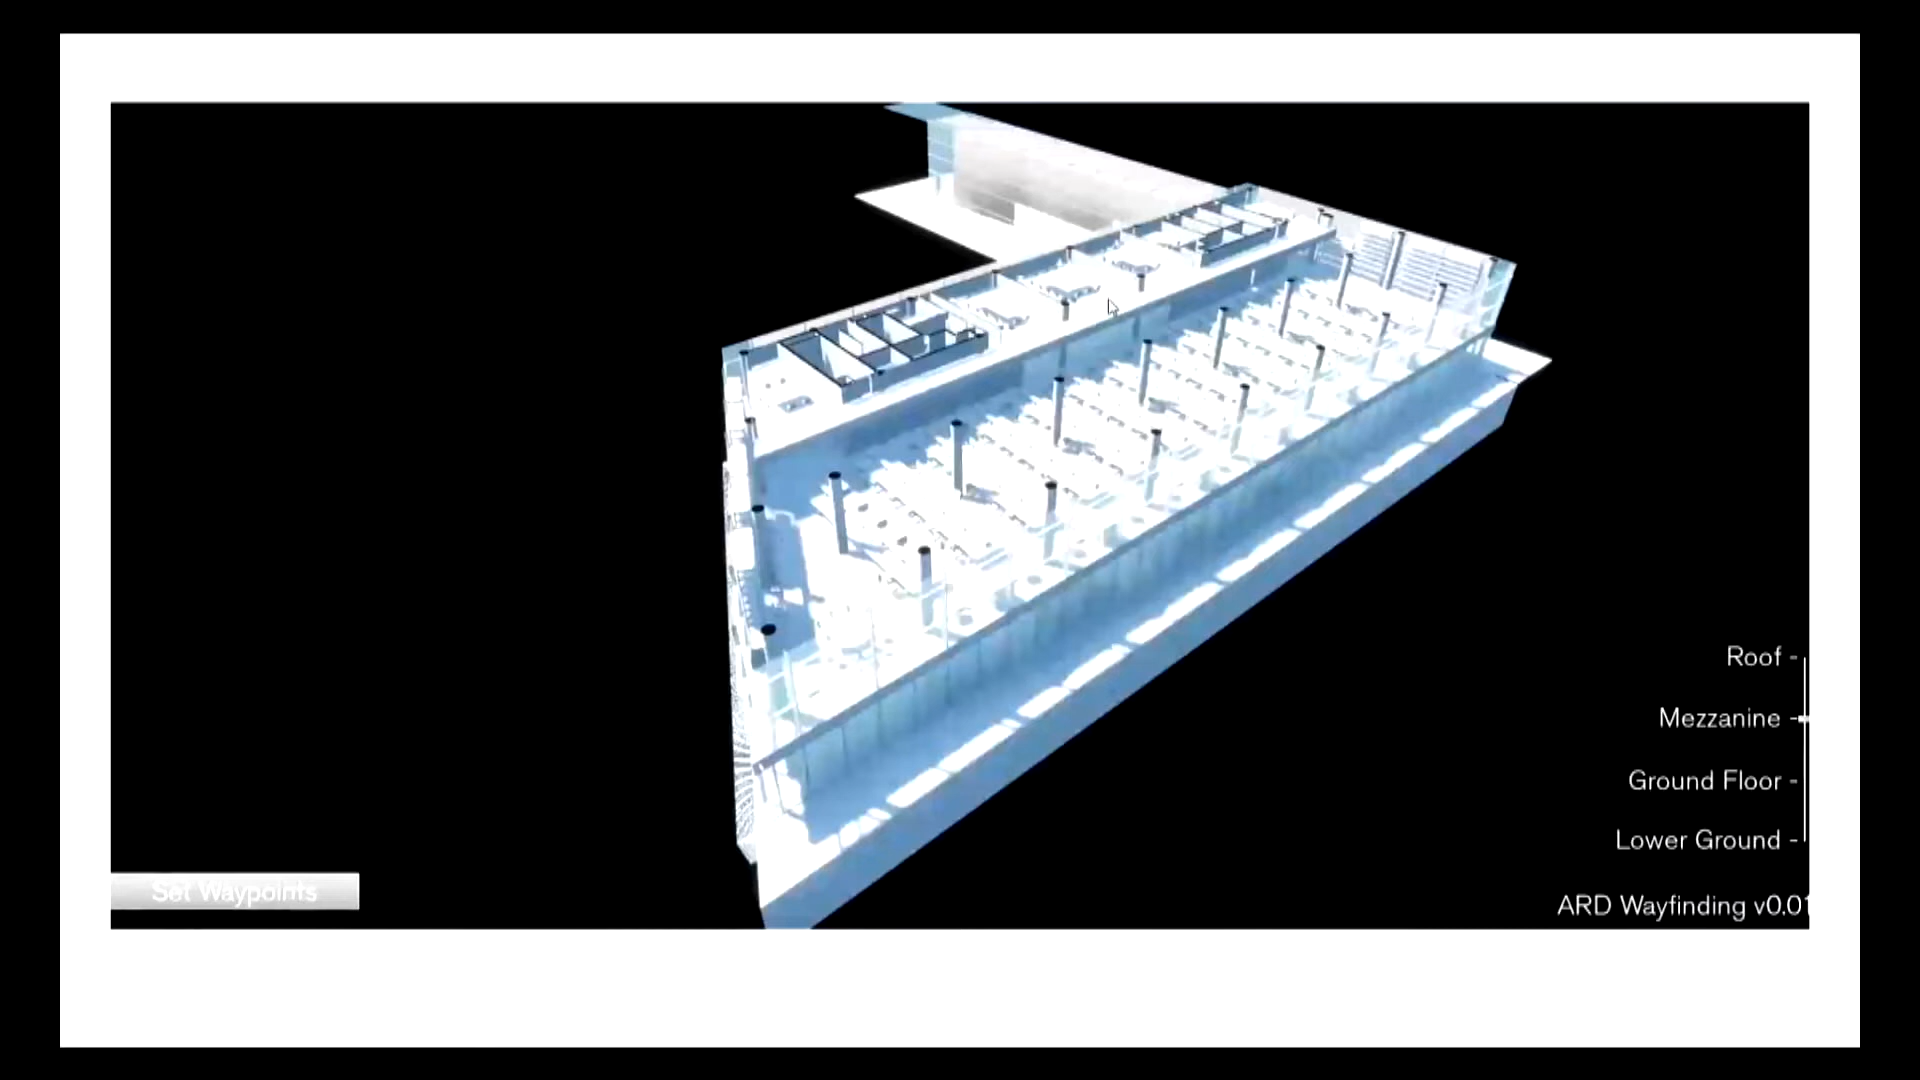 Roof -
Mezzanine -
Ground Floor -
Lower Ground -
Set Waypoints
ARD Wayfinding v0.01